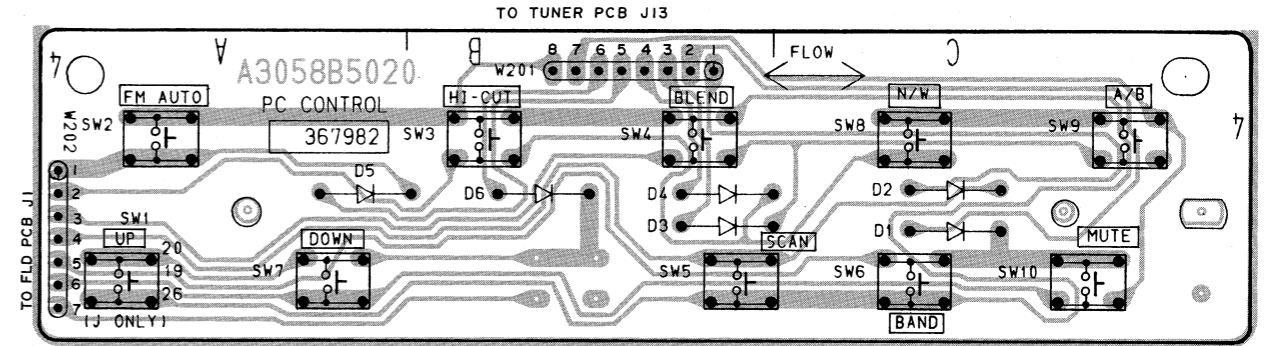 TO TUNER PCB J13
A B C
4
A3058B5020
8 7 6 5 4 3 2 1
W201
FLOW
FM AUTO HI-CUT BLEND N/W A/B
PC CONTROL
367982
W202
SW2 SW3 SW4 SW8 SW9
4
1
2
3
4
5
6
7
D5 D6 D4 D2
D3 D1
SW1
UP DOWN SCAN MUTE
20
19
26
SW7 SW5 SW6 SW10
(J ONLY)
BAND
TO FLD PCB J1